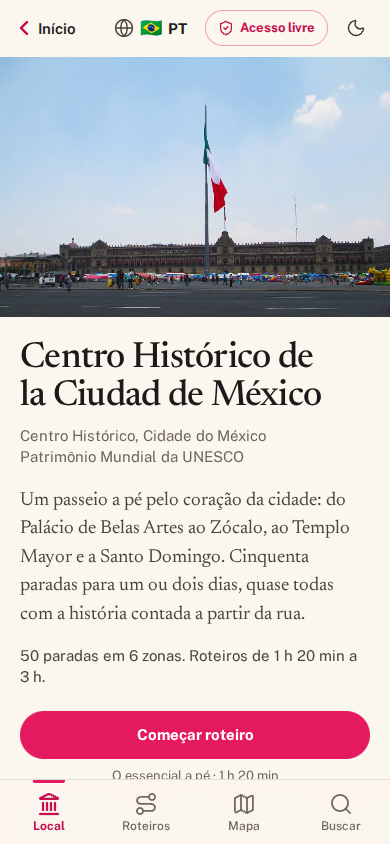 Início
PT
Acesso livre
Centro Histórico de
la Ciudad de México
Centro Histórico, Cidade do México
Patrimônio Mundial da UNESCO
Um passeio a pé pelo coração da cidade: do
Palácio de Belas Artes ao Zócalo, ao Templo
Mayor e a Santo Domingo. Cinquenta
paradas para um ou dois dias, quase todas
com a história contada a partir da rua.
50 paradas em 6 zonas. Roteiros de 1 h 20 min a
3 h.
Começar roteiro
O essencial a pé · 1 h 20 min
Local
Roteiros
Mapa
Buscar